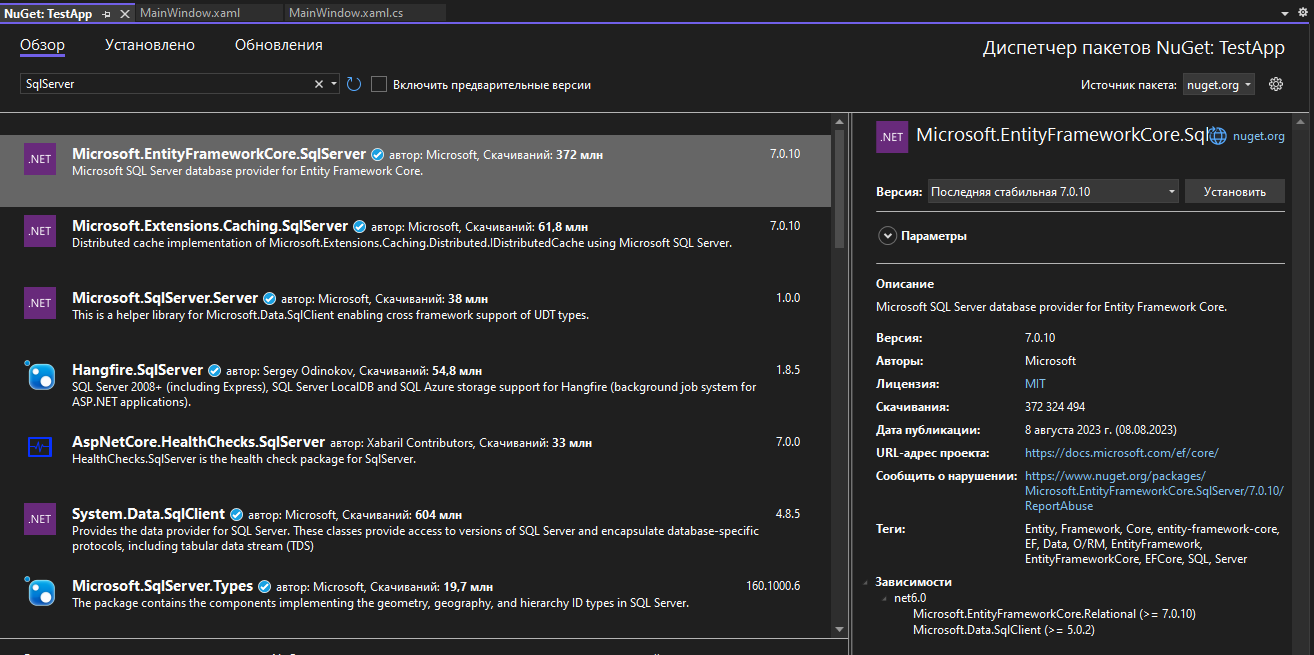 NuGet: TestApp
MainWindow.xaml
MainWindow.xaml.cs
Обзор
Установлено
Обновления
Диспетчер пакетов NuGet: TestApp
SqlServer
Включить предварительные версии
Источник пакета:
nuget.org
.NET
Microsoft.EntityFrameworkCore.SqlServer автор: Microsoft, Скачиваний: 372 млн
7.0.10
Microsoft SQL Server database provider for Entity Framework Core.
.NET
Microsoft.Extensions.Caching.SqlServer автор: Microsoft, Скачиваний: 61,8 млн
7.0.10
Distributed cache implementation of Microsoft.Extensions.Caching.Distributed.IDistributedCache using Microsoft SQL Server.
.NET
Microsoft.SqlServer.Server автор: Microsoft, Скачиваний: 38 млн
1.0.0
This is a helper library for Microsoft.Data.SqlClient enabling cross framework support of UDT types.
Hangfire.SqlServer автор: Sergey Odinokov, Скачиваний: 54,8 млн
1.8.5
SQL Server 2008+ (including Express), SQL Server LocalDB and SQL Azure storage support for Hangfire (background job system for
ASP.NET applications).
AspNetCore.HealthChecks.SqlServer автор: Xabaril Contributors, Скачиваний: 33 млн
7.0.0
HealthChecks.SqlServer is the health check package for SqlServer.
.NET
System.Data.SqlClient автор: Microsoft, Скачиваний: 604 млн
4.8.5
Provides the data provider for SQL Server. These classes provide access to versions of SQL Server and encapsulate database-specific
protocols, including tabular data stream (TDS)
Microsoft.SqlServer.Types автор: Microsoft, Скачиваний: 19,7 млн
160.1000.6
The package contains the components implementing the geometry, geography, and hierarchy ID types in SQL Server.
.NET
Microsoft.EntityFrameworkCore.Sql
nuget.org
Версия:
Последняя стабильная 7.0.10
Установить
Параметры
Описание
Microsoft SQL Server database provider for Entity Framework Core.
Версия: 7.0.10
Авторы: Microsoft
Лицензия: MIT
Скачивания: 372 324 494
Дата публикации: 8 августа 2023 г. (08.08.2023)
URL-адрес проекта: https://docs.microsoft.com/ef/core/
Сообщить о нарушении: https://www.nuget.org/packages/
Microsoft.EntityFrameworkCore.SqlServer/7.0.10/
ReportAbuse
Теги: Entity, Framework, Core, entity-framework-core,
EF, Data, O/RM, EntityFramework,
EntityFrameworkCore, EFCore, SQL, Server
Зависимости
net6.0
Microsoft.EntityFrameworkCore.Relational (>= 7.0.10)
Microsoft.Data.SqlClient (>= 5.0.2)